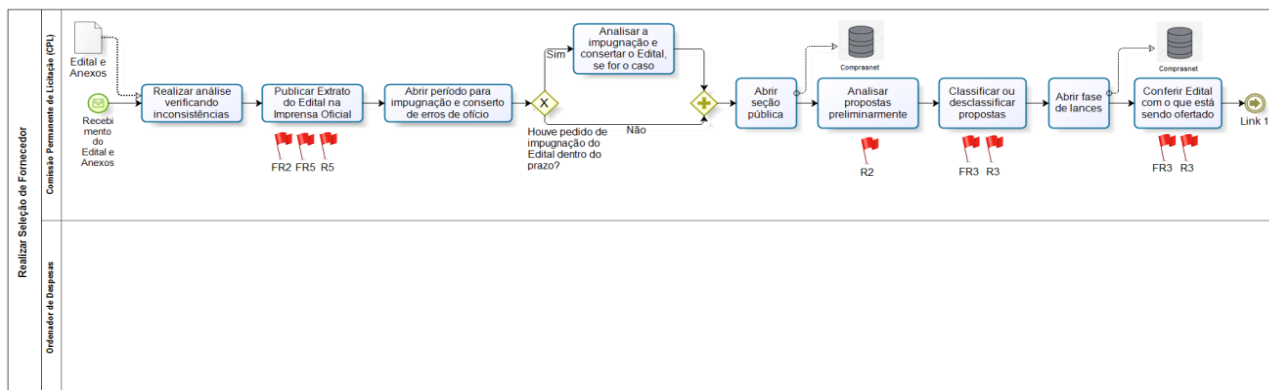 Realizar Seleção de Fornecedor
Comissão Permanente de Licitação (CPL)
Edital e
Anexos
Recebi
mento
do
Edital e
Anexos
Realizar análise
verificando
inconsistências
Publicar Extrato
do Edital na
Imprensa Oficial
FR2 FR5 R5
Abrir período para
impugnação e conserto
de erros de ofício
X
Houve pedido de
impugnação do
Edital dentro do
prazo?
Sim
Analisar a
impugnação e
consertar o Edital,
se for o caso
Não
Abrir
seção
pública
Comprasnet
Analisar
propostas
preliminarmente
R2
Classificar ou
desclassificar
propostas
FR3 R3
Abrir fase
de lances
Comprasnet
Conferir Edital
com o que está
sendo ofertado
FR3 R3
Link 1
Ordenador de Despesas